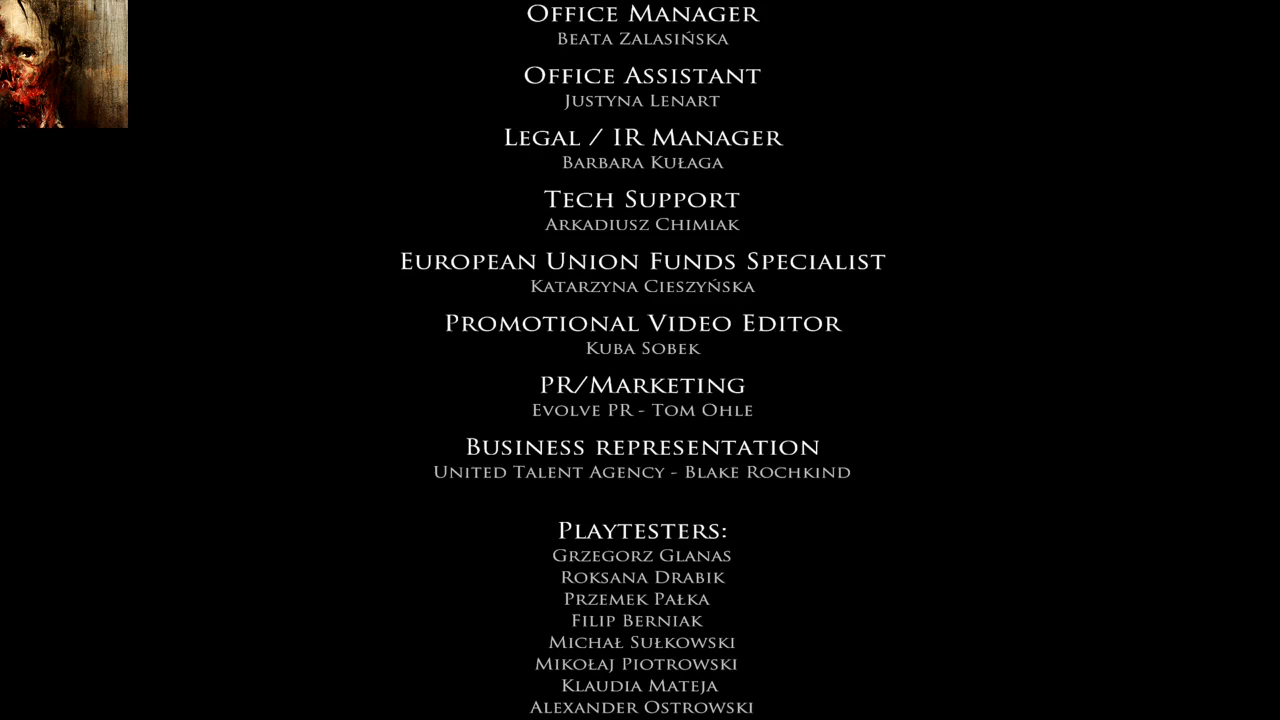 Office Manager
Beata Zalasińska
Office Assistant
Justyna Lenart
Legal / IR Manager
Barbara Kułaga
Tech Support
Arkadiusz Chimiak
European Union Funds Specialist
Katarzyna Cieszyńska
Promotional Video Editor
Kuba Sobek
PR/Marketing
Evolve PR - Tom Ohle
Business representation
United Talent Agency - Blake Rochkind
Playtesters:
Grzegorz Glanas
Roksana Drabik
Przemek Pałka
Filip Berniak
Michał Sułkowski
Mikołaj Piotrowski
Klaudia Mateja
Alexander Ostrowski